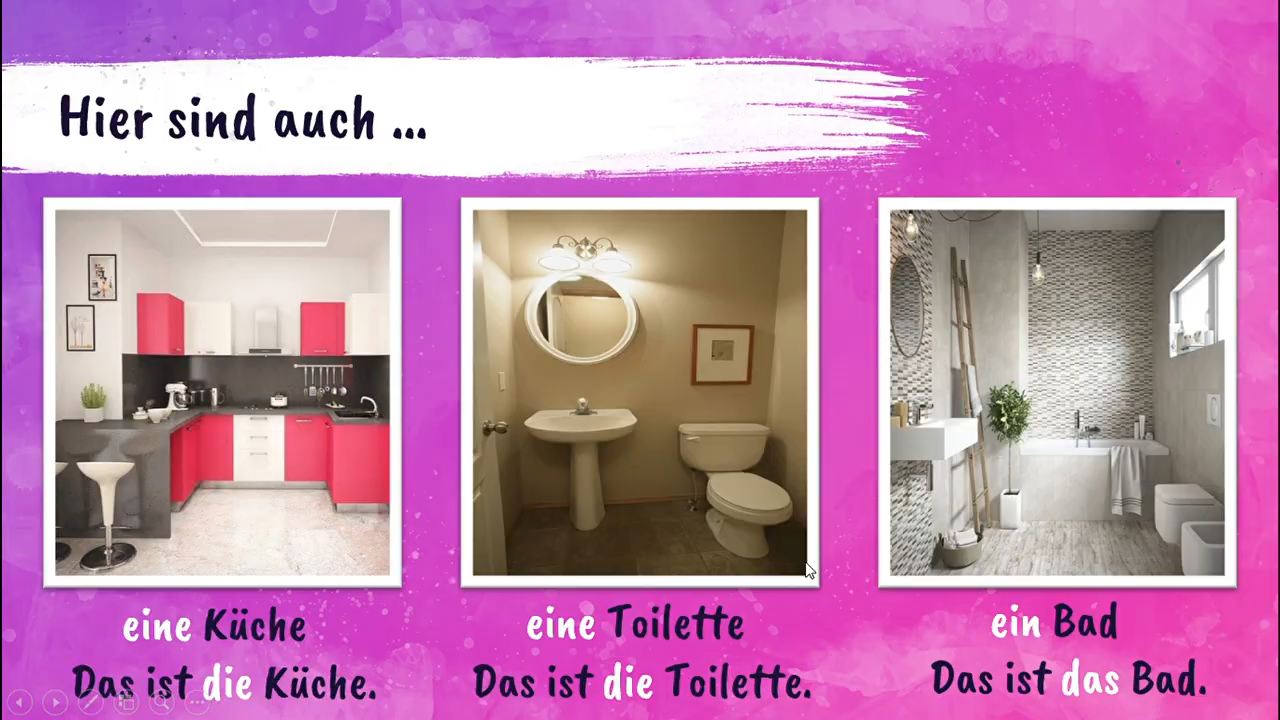 Hier sind auch ...
eine Küche
Das ist die Küche.
eine Toilette
Das ist die Toilette.
ein Bad
Das ist das Bad.